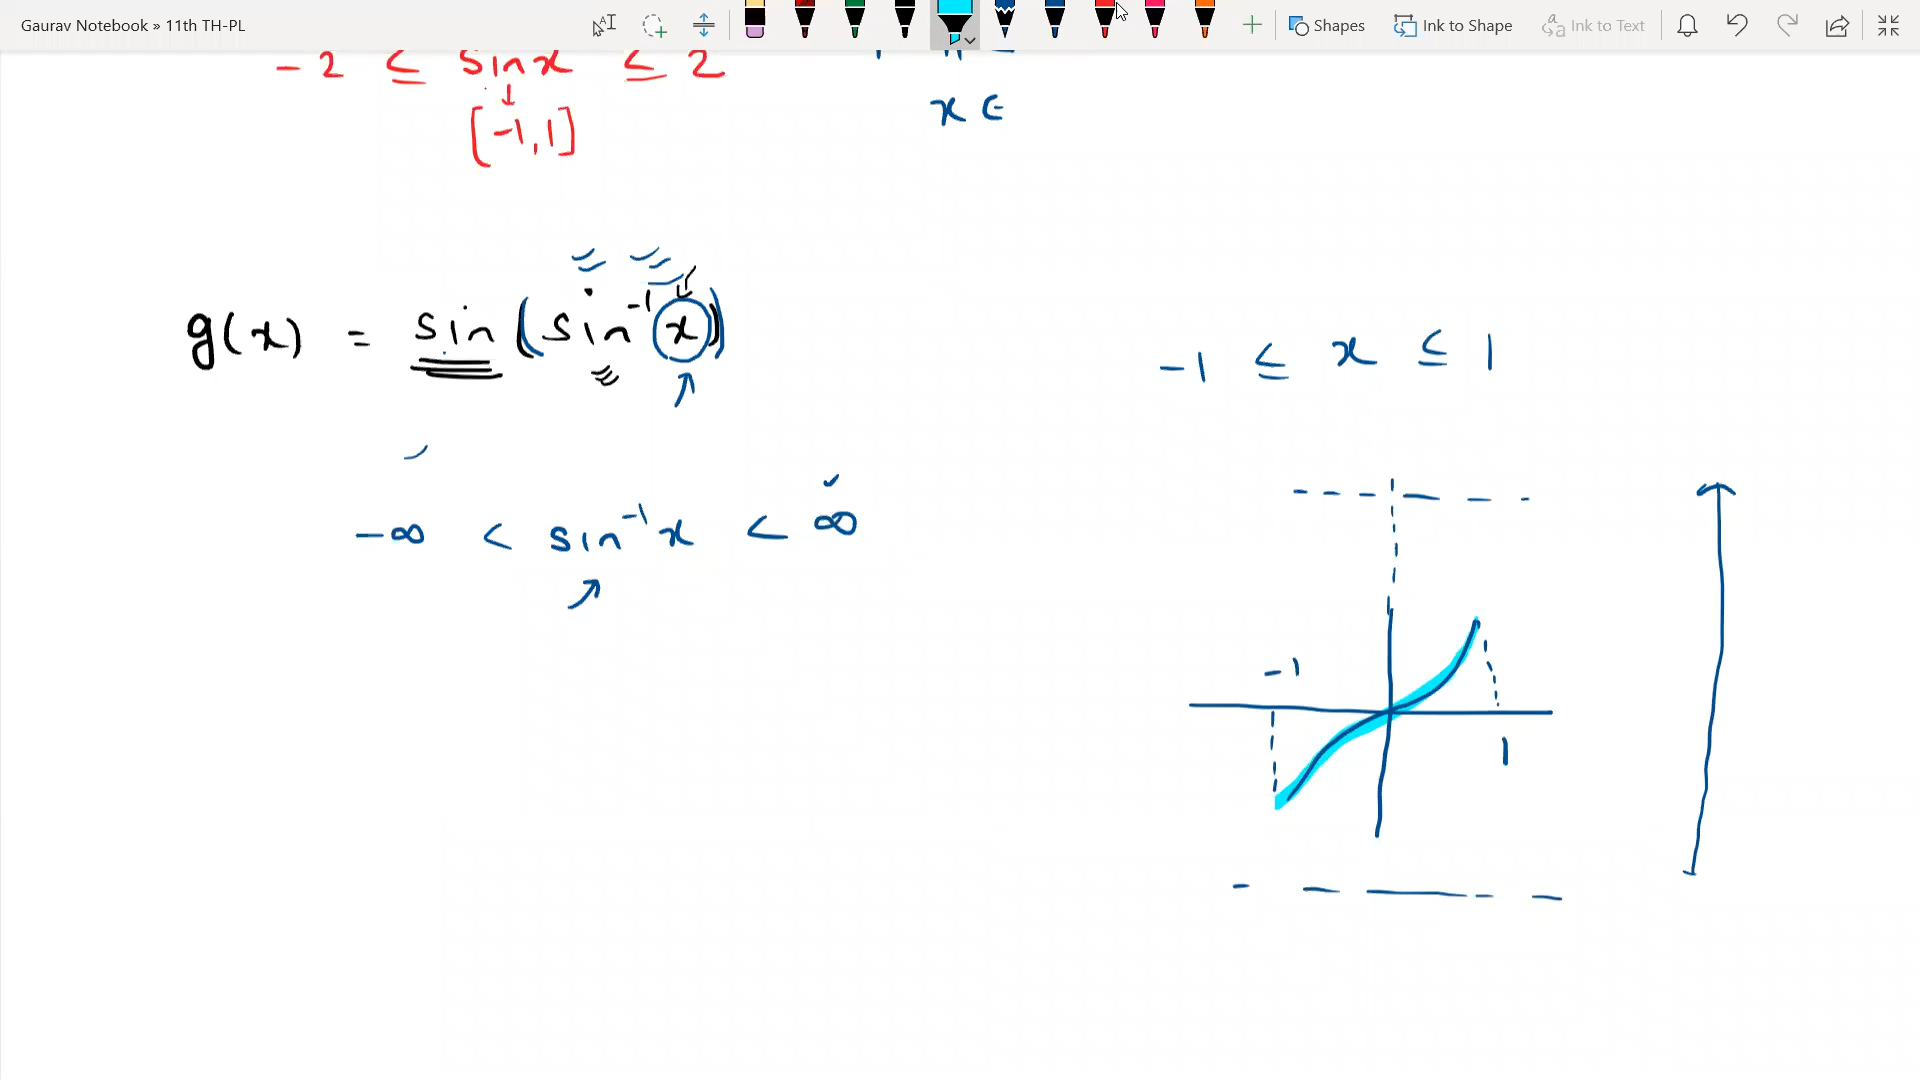 Gaurav Notebook » 11th TH-PL
Shapes
Ink to Shape
Ink to Text
-2 ≤ sinx ≤ 2
[-1,1]
x ∈
g(x) = sin(sin⁻¹(x))
-1 ≤ x ≤ 1
-∞ < sin⁻¹x < ∞
-1
1